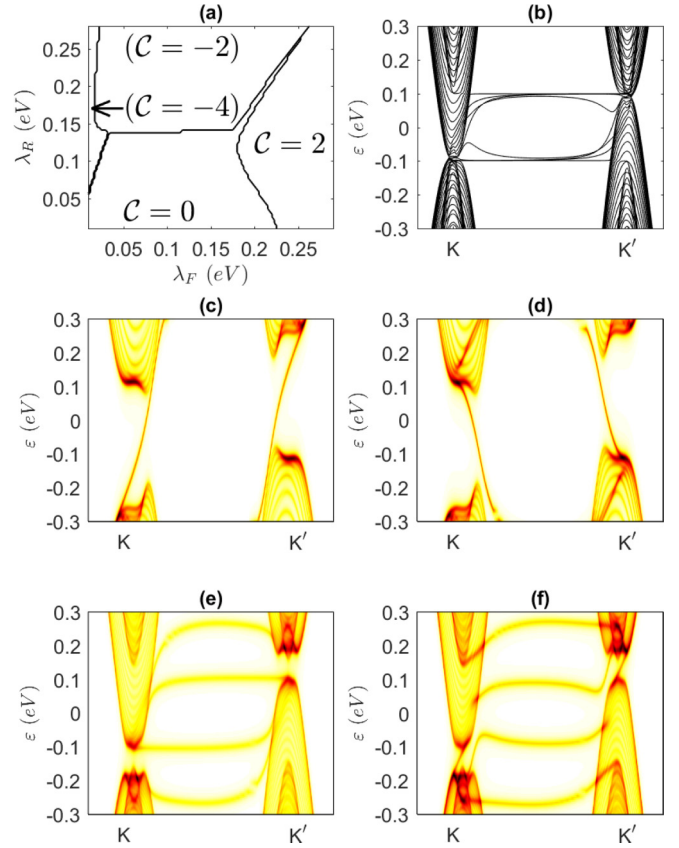 (a)
(b)
(𝒞 = −2)
(𝒞 = −4)
𝒞 = 2
𝒞 = 0
0.25
0.2
0.15
0.1
0.05
λ_R (eV)
0.05 0.1 0.15 0.2 0.25
λ_F (eV)
0.3
0.2
0.1
0
-0.1
-0.2
-0.3
ε (eV)
K K′
(c)
(d)
0.3
0.2
0.1
0
-0.1
-0.2
-0.3
ε (eV)
K K′
0.3
0.2
0.1
0
-0.1
-0.2
-0.3
ε (eV)
K K′
(e)
(f)
0.3
0.2
0.1
0
-0.1
-0.2
-0.3
ε (eV)
K K′
0.3
0.2
0.1
0
-0.1
-0.2
-0.3
ε (eV)
K K′